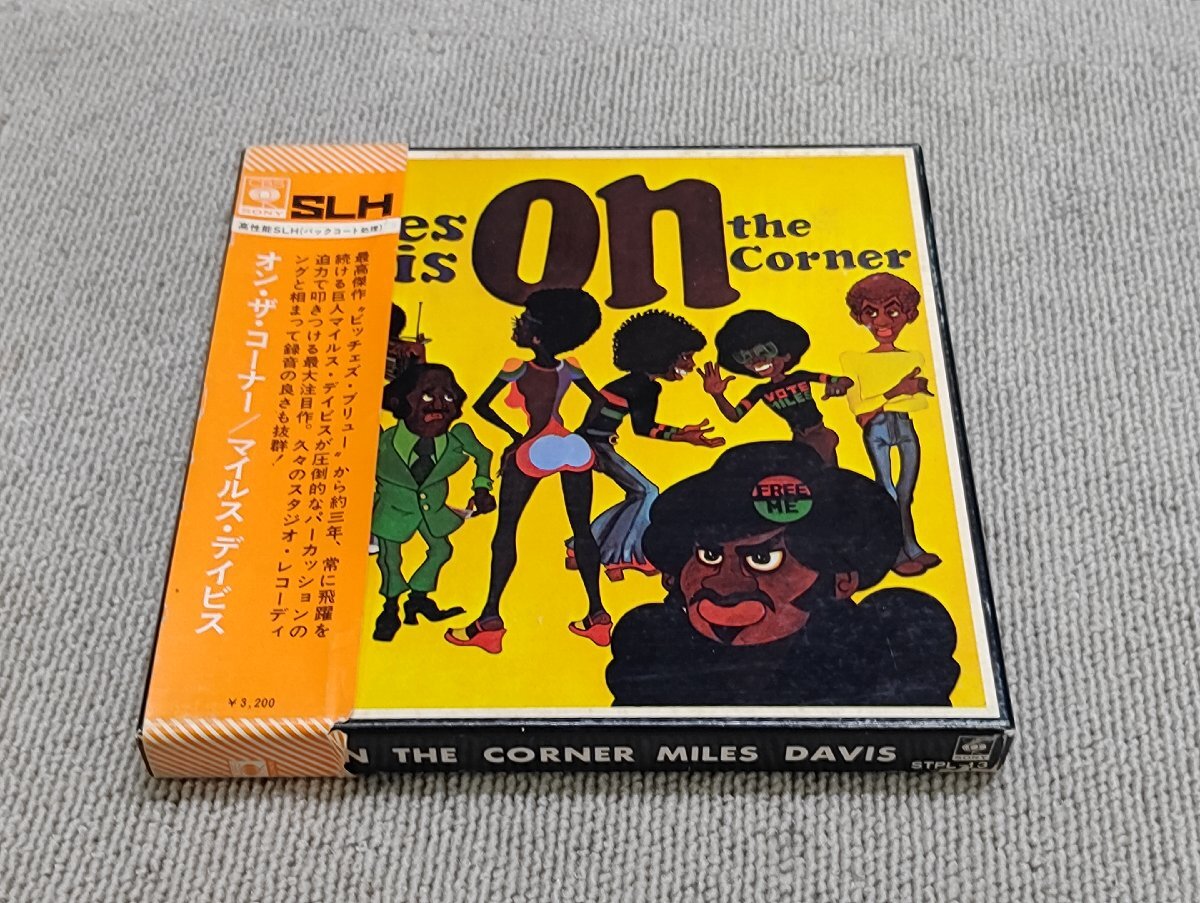 CBS
SONY
SLH
高性能SLH(バックコート処理)
オン・ザ・コーナー/マイルス・デイビス
最高傑作〝ビッチェズ・ブリュー〟から約三年、常に飛躍を
続ける巨人マイルス・デイビスが圧倒的なパーカッションの
迫力で叩きつける最大注目作。久々のスタジオ・レコーディ
ングと相まって録音の良さも抜群!
¥3,200
es
is
on
the
Corner
VOTE
MILES
FREE
ME
N THE CORNER MILES DAVIS
SONY
STPL-13